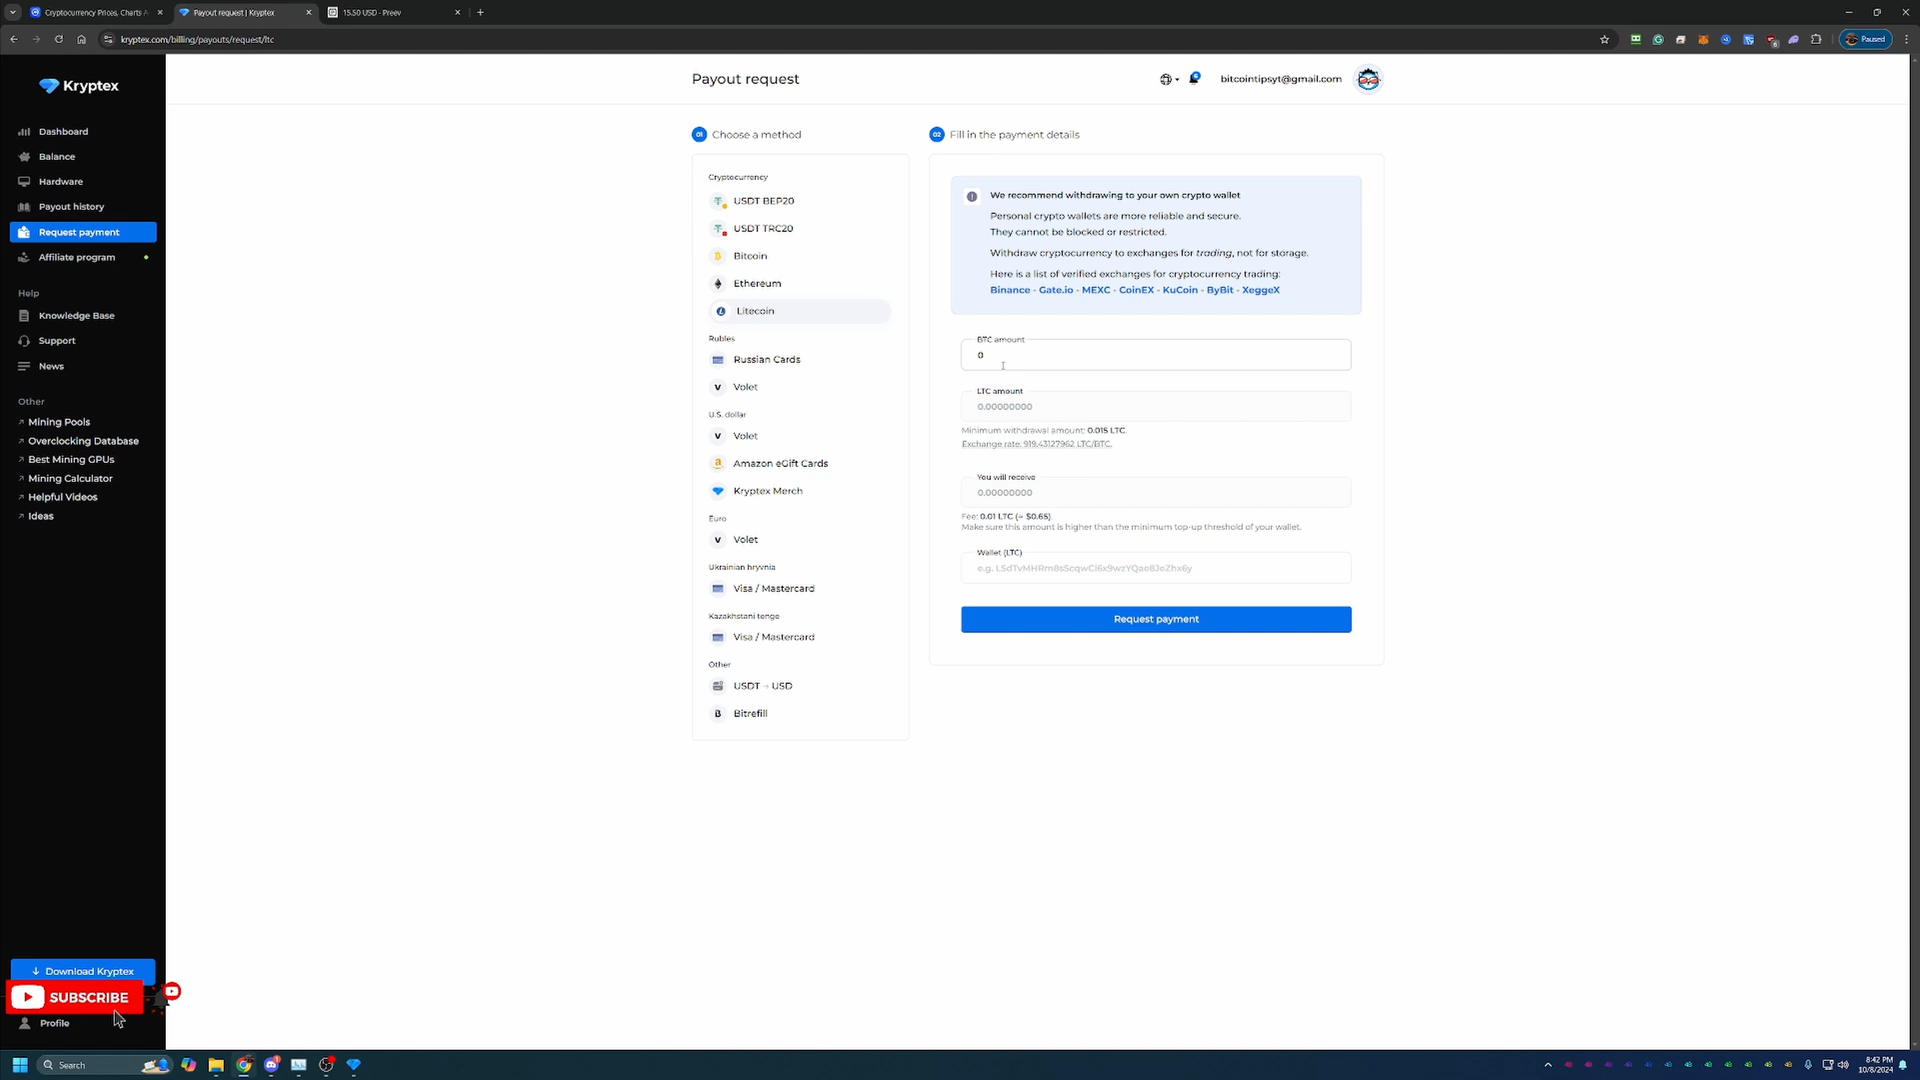 Cryptocurrency Prices, Charts A
Payout request | Kryptex
15.50 USD - Preev
kryptex.com/billing/payouts/request/ltc
Paused
Kryptex
Payout request
bitcointipsyt@gmail.com
Dashboard
Balance
Hardware
Payout history
Request payment
Affiliate program
Help
Knowledge Base
Support
News
Other
Mining Pools
Overclocking Database
Best Mining GPUs
Mining Calculator
Helpful Videos
Ideas
Download Kryptex
SUBSCRIBE
Profile
01 Choose a method
Cryptocurrency
USDT BEP20
USDT TRC20
Bitcoin
Ethereum
Litecoin
Rubles
Russian Cards
Volet
U.S. dollar
Volet
Amazon eGift Cards
Kryptex Merch
Euro
Volet
Ukrainian hryvnia
Visa / Mastercard
Kazakhstani tenge
Visa / Mastercard
Other
USDT → USD
Bitrefill
02 Fill in the payment details
We recommend withdrawing to your own crypto wallet
Personal crypto wallets are more reliable and secure.
They cannot be blocked or restricted.
Withdraw cryptocurrency to exchanges for trading, not for storage.
Here is a list of verified exchanges for cryptocurrency trading:
Binance - Gate.io - MEXC - CoinEX - KuCoin - ByBit - XeggeX
BTC amount
0
LTC amount
0.00000000
Minimum withdrawal amount: 0.015 LTC.
Exchange rate: 919.43127962 LTC/BTC.
You will receive
0.00000000
Fee: 0.01 LTC (~ $0.65).
Make sure this amount is higher than the minimum top-up threshold of your wallet.
Wallet (LTC)
Request payment
Search
8:42 PM
10/8/2024